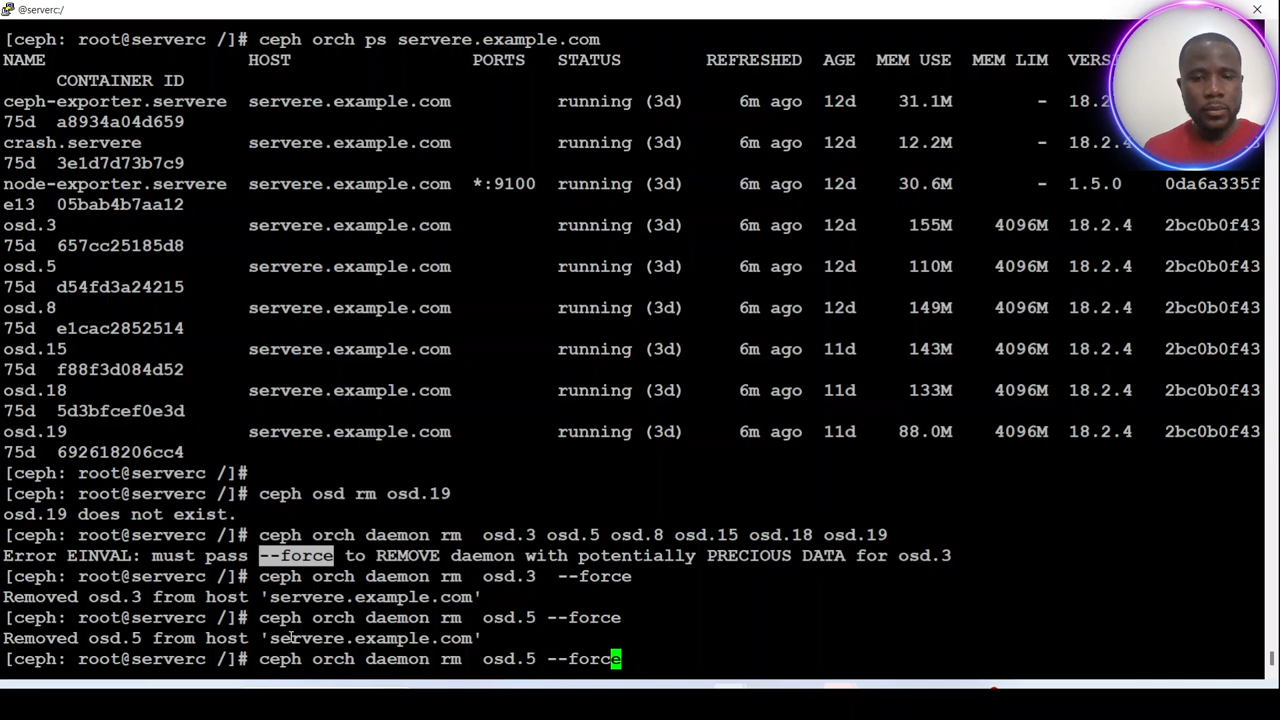 @serverc:/
[ceph: root@serverc /]# ceph orch ps servere.example.com
NAME HOST PORTS STATUS REFRESHED AGE MEM USE MEM LIM
CONTAINER ID
ceph-exporter.servere servere.example.com running (3d) 6m ago 12d 31.1M - 18.2
75d a8934a04d659
crash.servere servere.example.com running (3d) 6m ago 12d 12.2M - 18.2
75d 3e1d7d73b7c9
node-exporter.servere servere.example.com *:9100 running (3d) 6m ago 12d 30.6M - 1.5.0 0da6a335f
e13 05bab4b7aa12
osd.3 servere.example.com running (3d) 6m ago 12d 155M 4096M 18.2.4 2bc0b0f43
75d 657cc25185d8
osd.5 servere.example.com running (3d) 6m ago 12d 110M 4096M 18.2.4 2bc0b0f43
75d d54fd3a24215
osd.8 servere.example.com running (3d) 6m ago 12d 149M 4096M 18.2.4 2bc0b0f43
75d e1cac2852514
osd.15 servere.example.com running (3d) 6m ago 11d 143M 4096M 18.2.4 2bc0b0f43
75d f88f3d084d52
osd.18 servere.example.com running (3d) 6m ago 11d 133M 4096M 18.2.4 2bc0b0f43
75d 5d3bfcef0e3d
osd.19 servere.example.com running (3d) 6m ago 11d 88.0M 4096M 18.2.4 2bc0b0f43
75d 692618206cc4
[ceph: root@serverc /]#
[ceph: root@serverc /]# ceph osd rm osd.19
osd.19 does not exist.
[ceph: root@serverc /]# ceph orch daemon rm osd.3 osd.5 osd.8 osd.15 osd.18 osd.19
Error EINVAL: must pass --force to REMOVE daemon with potentially PRECIOUS DATA for osd.3
[ceph: root@serverc /]# ceph orch daemon rm osd.3 --force
Removed osd.3 from host 'servere.example.com'
[ceph: root@serverc /]# ceph orch daemon rm osd.5 --force
Removed osd.5 from host 'servere.example.com'
[ceph: root@serverc /]# ceph orch daemon rm osd.5 --force